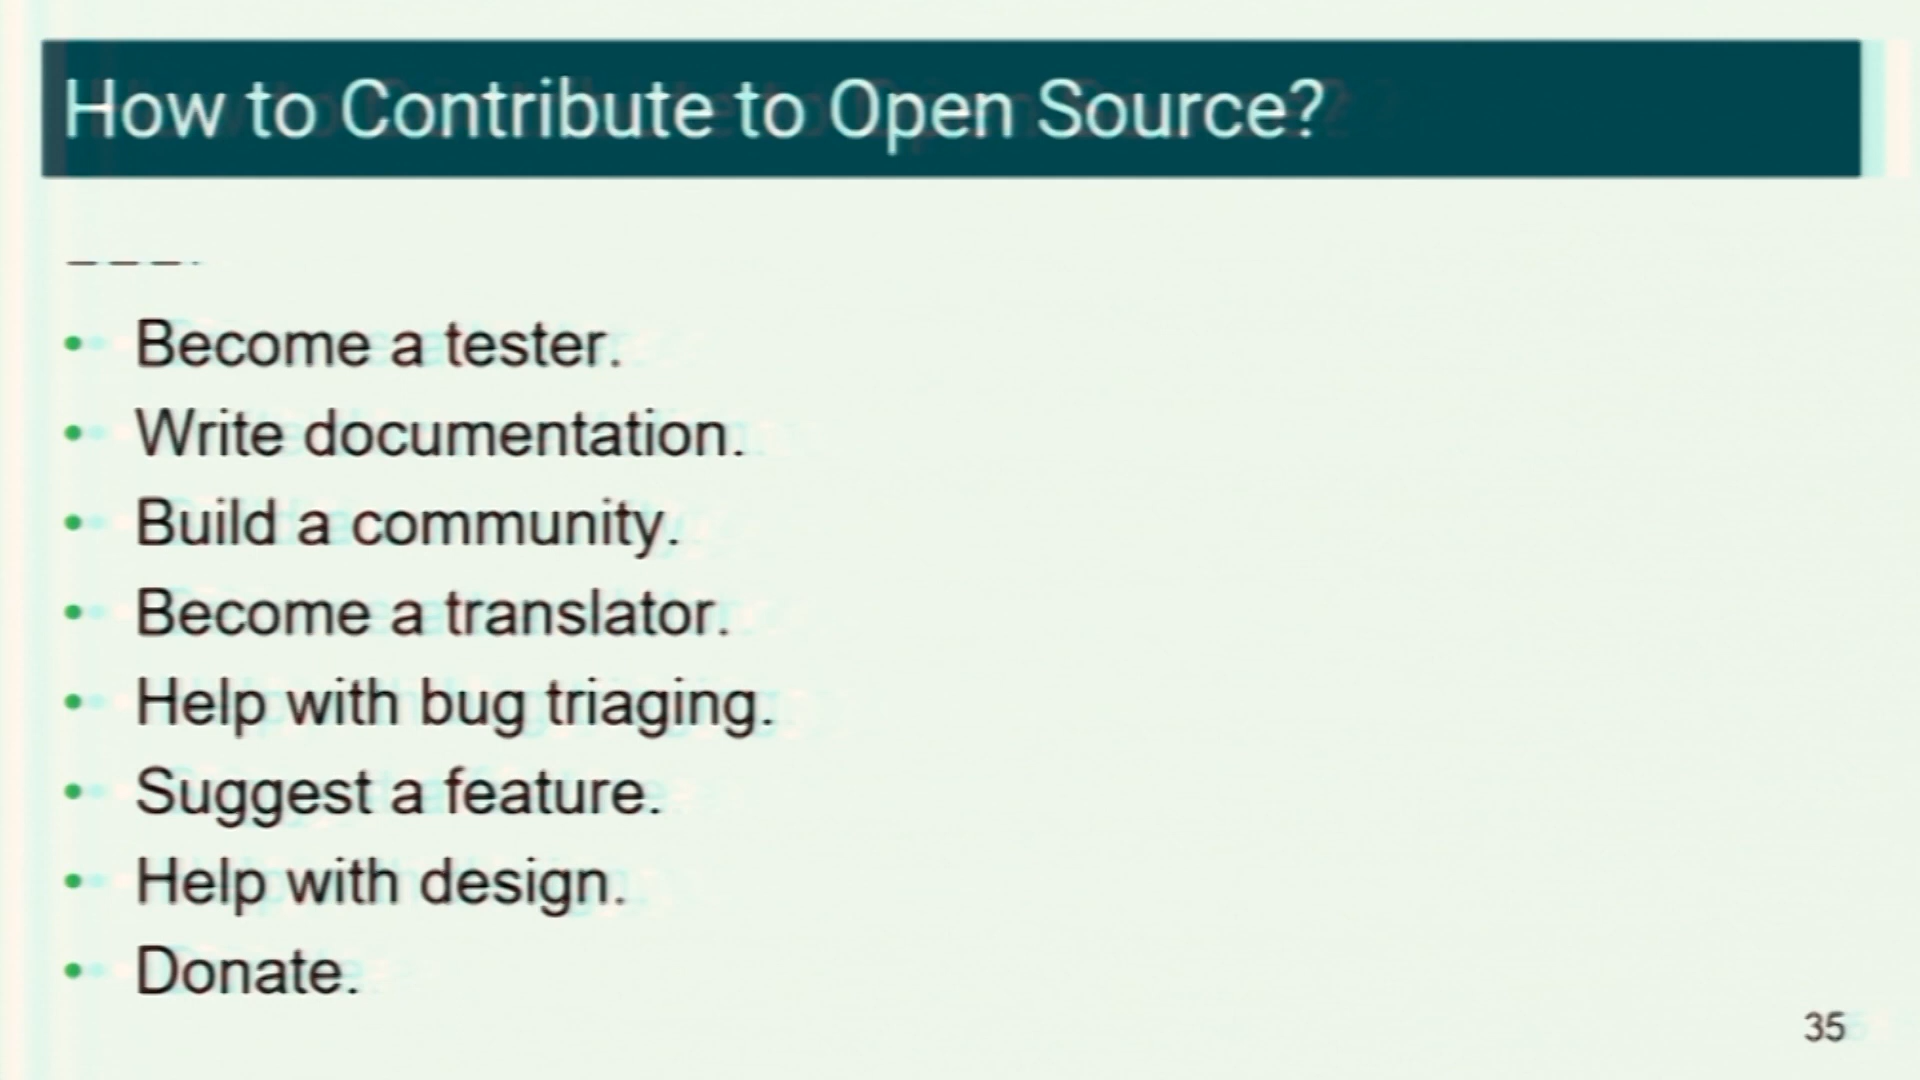 How to Contribute to Open Source?
• Become a tester.
• Write documentation.
• Build a community.
• Become a translator.
• Help with bug triaging.
• Suggest a feature.
• Help with design.
• Donate.
35